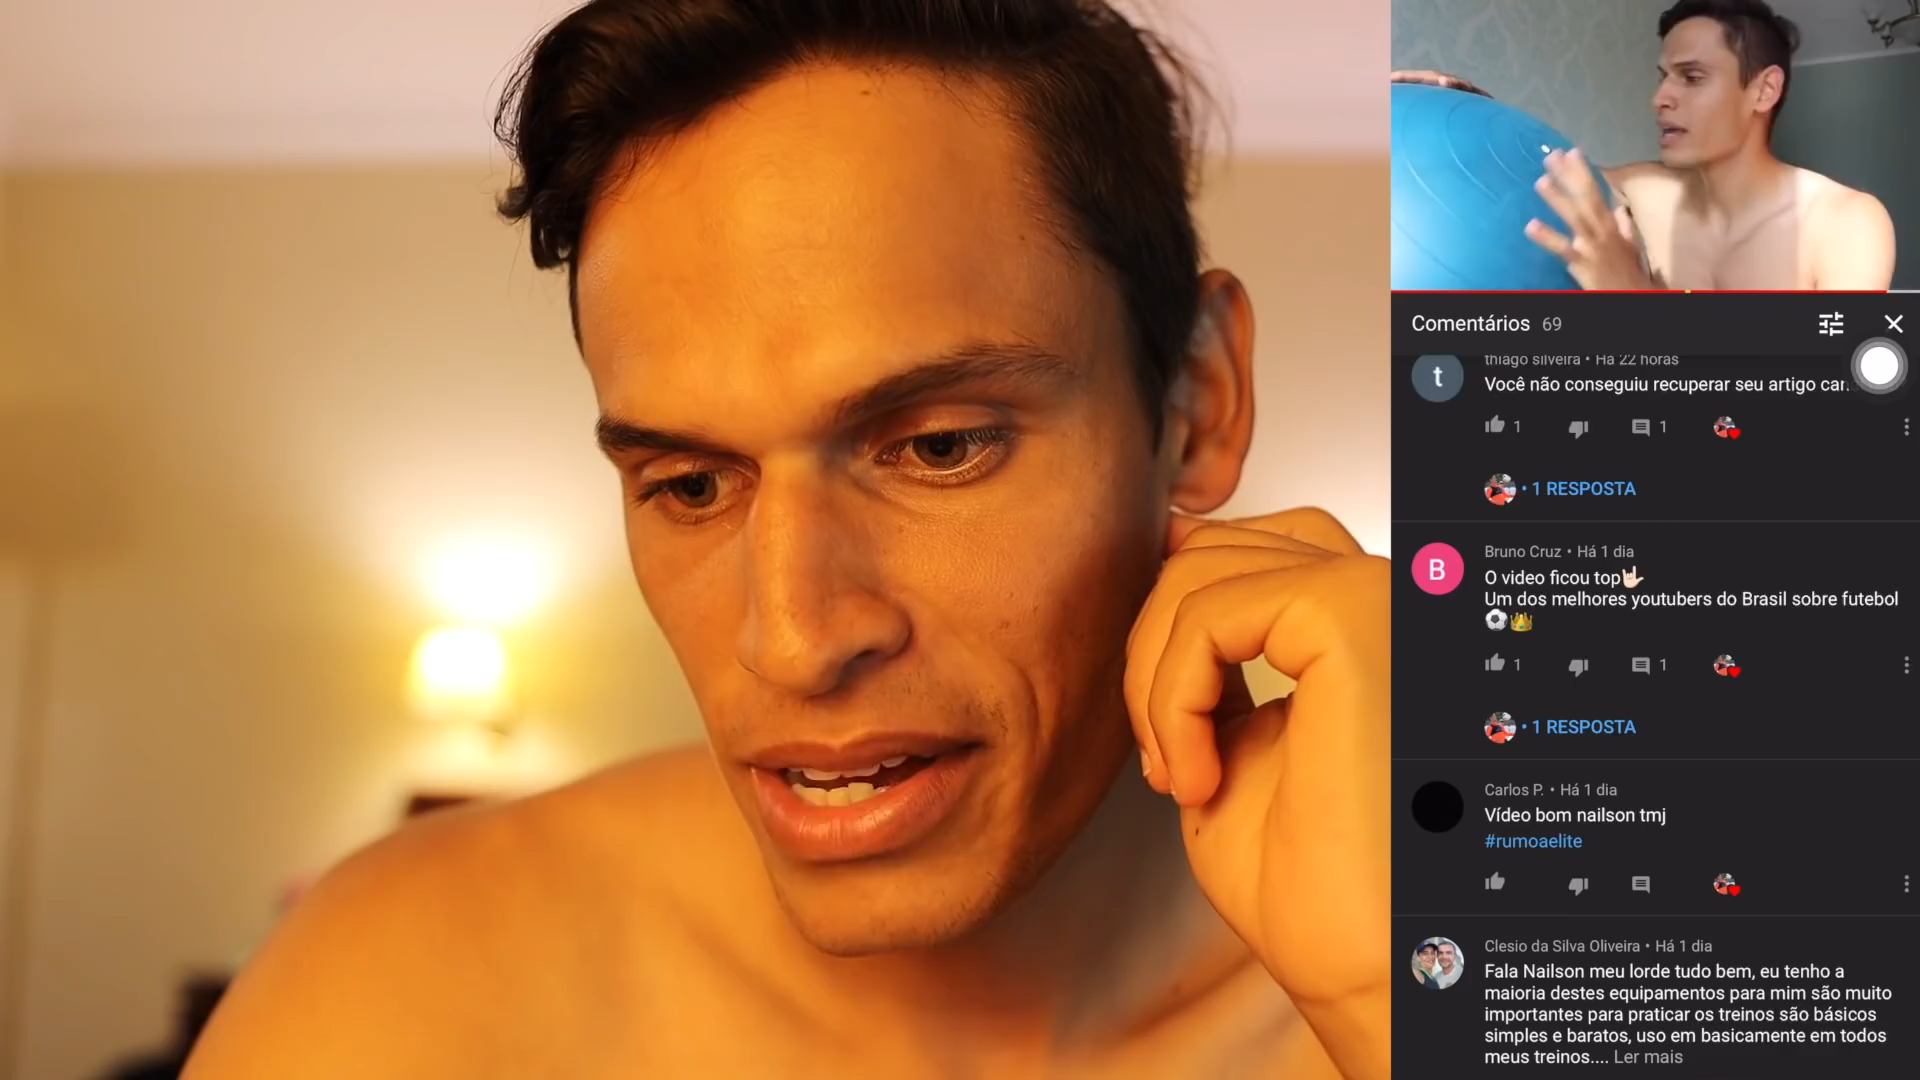 Comentários 69
thiago silveira • Há 22 horas
t
Você não conseguiu recuperar seu artigo
1
1
• 1 RESPOSTA
Bruno Cruz • Há 1 dia
B
O video ficou top🤟🏻
Um dos melhores youtubers do Brasil sobre futebol
⚽👑
1
1
• 1 RESPOSTA
Carlos P. • Há 1 dia
Vídeo bom nailson tmj
#rumoaelite
Clesio da Silva Oliveira • Há 1 dia
Fala Nailson meu lorde tudo bem, eu tenho a
maioria destes equipamentos para mim são muito
importantes para praticar os treinos são básicos
simples e baratos, uso em basicamente em todos
meus treinos.... Ler mais